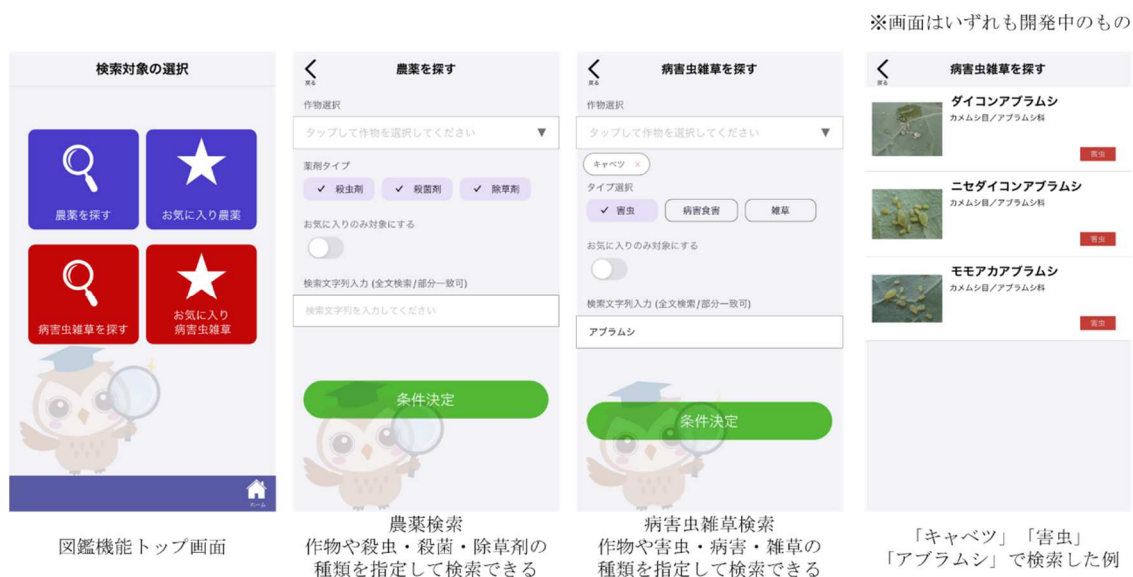 ※画面はいずれも開発中のもの
検索対象の選択
農薬を探す
お気に入り農薬
病害虫雑草を探す
お気に入り
病害虫雑草
ホーム
図鑑機能トップ画面
戻る
農薬を探す
作物選択
タップして作物を選択してください ▼
薬剤タイプ
✓ 殺虫剤 ✓ 殺菌剤 ✓ 除草剤
お気に入りのみ対象にする
検索文字列入力 (全文検索/部分一致可)
検索文字列を入力してください
条件決定
農薬検索
作物や殺虫・殺菌・除草剤の
種類を指定して検索できる
戻る
病害虫雑草を探す
作物選択
タップして作物を選択してください ▼
キャベツ ×
タイプ選択
✓ 害虫 病害食害 雑草
お気に入りのみ対象にする
検索文字列入力 (全文検索/部分一致可)
アブラムシ
条件決定
病害虫雑草検索
作物や害虫・病害・雑草の
種類を指定して検索できる
戻る
病害虫雑草を探す
ダイコンアブラムシ
カメムシ目/アブラムシ科
害虫
ニセダイコンアブラムシ
カメムシ目/アブラムシ科
害虫
モモアカアブラムシ
カメムシ目/アブラムシ科
害虫
「キャベツ」「害虫」
「アブラムシ」で検索した例